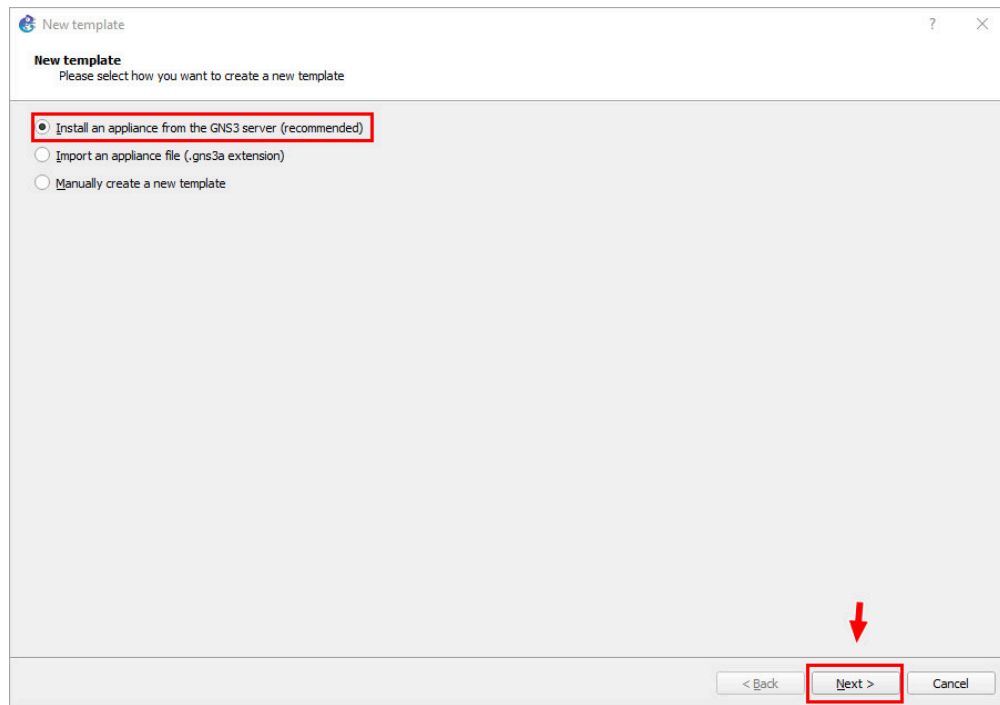 New template
?
New template
Please select how you want to create a new template
Install an appliance from the GNS3 server (recommended)
Import an appliance file (.gns3a extension)
Manually create a new template
< Back
Next >
Cancel